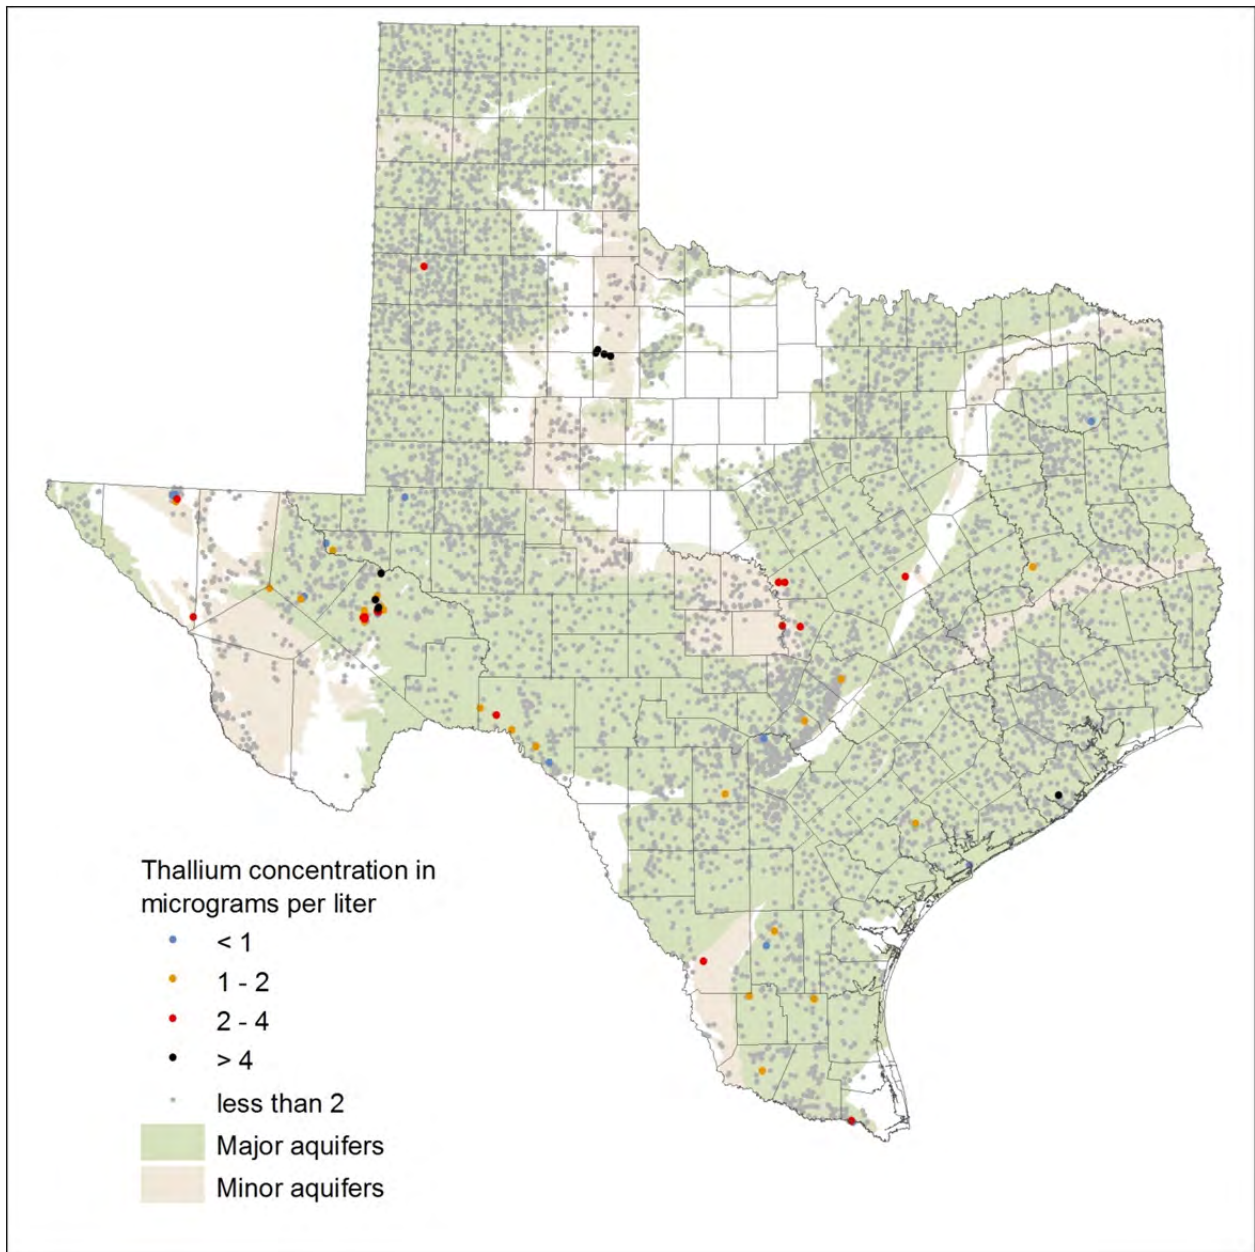 Thallium concentration in
micrograms per liter
< 1
1 - 2
2 - 4
> 4
less than 2
Major aquifers
Minor aquifers